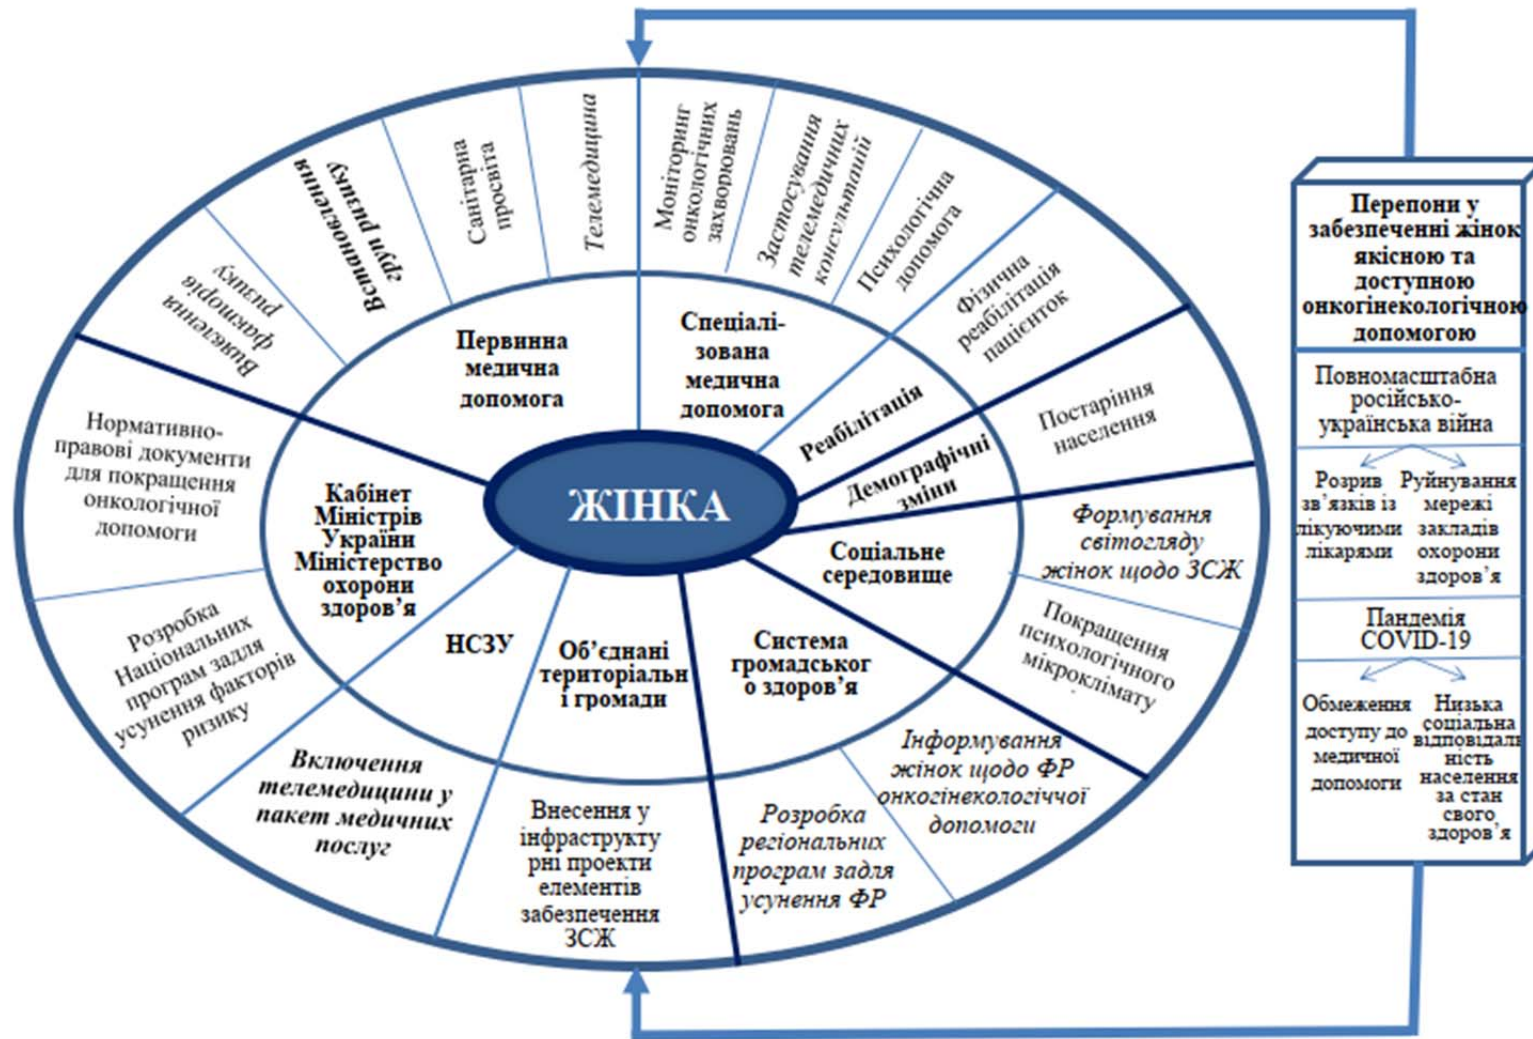 Виявлення
факторів
ризику
Встановлення
груп ризику
Санітарна
просвіта
Телемедицина
Моніторинг
онкологічних
захворювань
Застосування
телемедичних
консультацій
Психологічна
допомога
Фізична
реабілітація
пацієнток
Постаріння
населення
Формування
світогляду
жінок щодо ЗСЖ
Покращення
психологічного
мікроклімату
Інформування
жінок щодо ФР
онкогінекологіччої
допомоги
Розробка
регіональних
програм задля
усунення ФР
Внесення у
інфраструкту
рні проекти
елементів
забезпечення
ЗСЖ
Включення
телемедицини у
пакет медичних
послуг
Розробка
Національних
програм задля
усунення факторів
ризику
Нормативно-
правові документи
для покращення
онкологічної
допомоги
Первинна
медична
допомога
Спеціалі-
зована
медична
допомога
Реабілітація
Демографічні
зміни
Соціальне
середовище
Система
громадськог
о здоров’я
Об’єднані
територіальн
і громади
НСЗУ
Кабінет
Міністрів
України
Міністерство
охорони
здоров’я
ЖІНКА
Перепони у
забезпеченні жінок
якісною та
доступною
онкогінекологічною
допомогою
Повномасштабна
російсько-
українська війна
Розрив
зв’язків із
лікуючими
лікарями
Руйнування
мережі
закладів
охорони
здоров’я
Пандемія
COVID-19
Обмеження
доступу до
медичної
допомоги
Низька
соціальна
відповідаль
ність
населення
за стан
свого
здоров’я